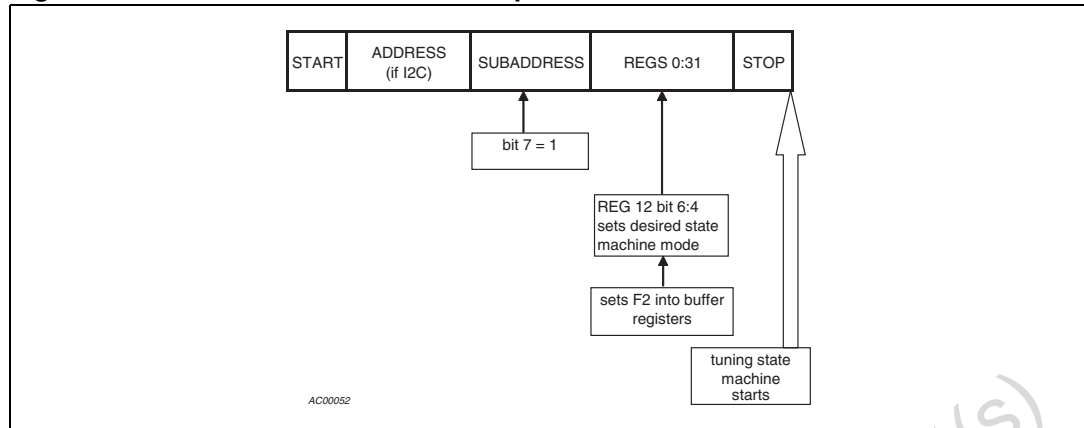 START
ADDRESS
(if I2C)
SUBADDRESS
REGS 0:31
STOP
bit 7 = 1
REG 12 bit 6:4
sets desired state
machine mode
sets F2 into buffer
registers
tuning state
machine
starts
AC00052
(s)